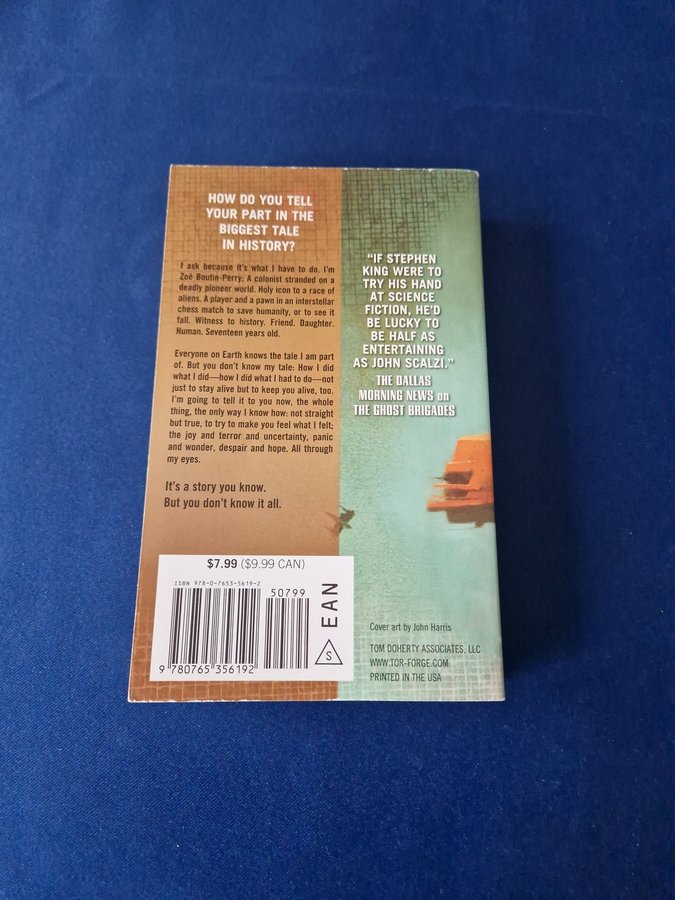 HOW DO YOU TELL
YOUR PART IN THE
BIGGEST TALE
IN HISTORY?
I ask because it's what I have to do. I'm
Zoë Boutin-Perry: A colonist stranded on a
deadly pioneer world. Holy icon to a race of
aliens. A player and a pawn in an interstellar
chess match to save humanity, or to see it
fall. Witness to history. Friend. Daughter.
Human. Seventeen years old.
Everyone on Earth knows the tale I am part
of. But you don't know my tale: How I did
what I did—how I did what I had to do—not
just to stay alive but to keep you alive, too.
I'm going to tell it to you now, the whole
thing, the only way I know how: not straight
but true, to try to make you feel what I felt;
the joy and terror and uncertainty, panic
and wonder, despair and hope. All through
my eyes.
It's a story you know.
But you don't know it all.
"IF STEPHEN
KING WERE TO
TRY HIS HAND
AT SCIENCE
FICTION, HE'D
BE LUCKY TO
BE HALF AS
ENTERTAINING
AS JOHN SCALZI."
THE DALLAS
MORNING NEWS on
THE GHOST BRIGADES
$7.99 ($9.99 CAN)
ISBN 978-0-7653-5619-2
50799
9 780765 356192
S
EAN
Cover art by John Harris
TOM DOHERTY ASSOCIATES, LLC
WWW.TOR-FORGE.COM
PRINTED IN THE USA